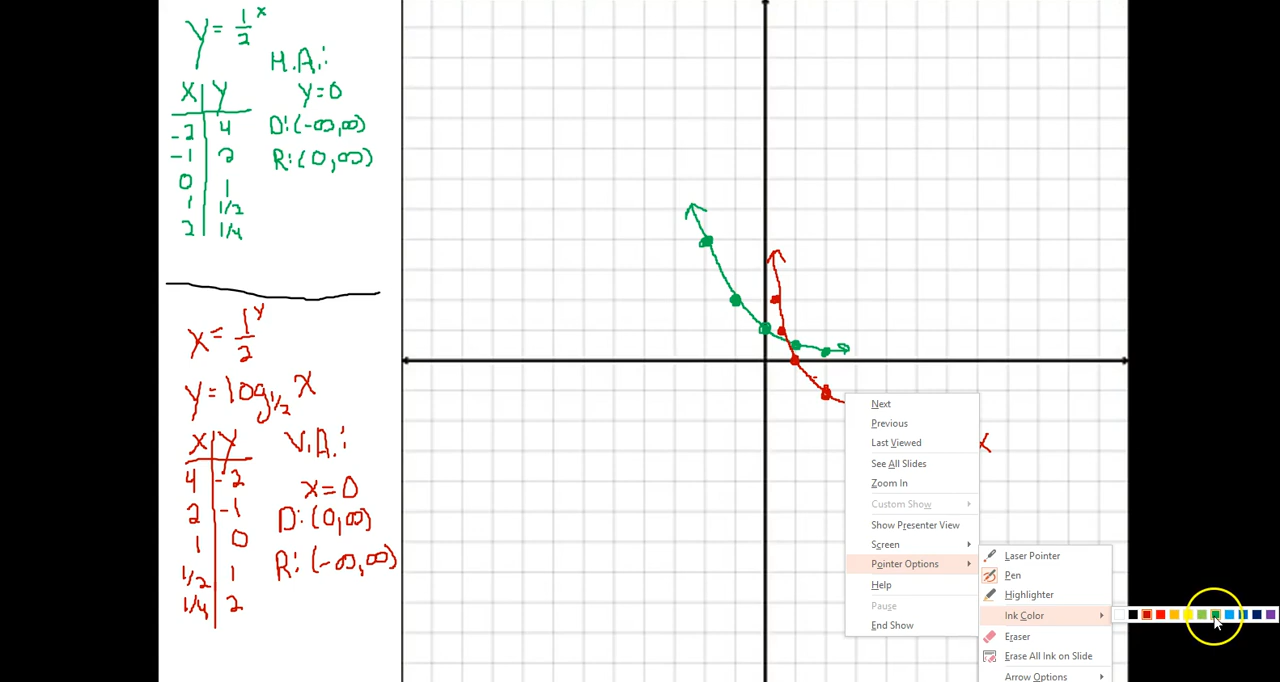 y = 1/2^x
H.A.:
y=0
D:(-∞,∞)
R:(0,∞)
X | Y
-2 | 4
-1 | 2
0 | 1
1 | 1/2
2 | 1/4
x = 1/2^y
y = log_1/2 x
V.A.:
x=0
D:(0,∞)
R:(-∞,∞)
X | Y
4 | -2
2 | -1
1 | 0
1/2 | 1
1/4 | 2
x
Next
Previous
Last Viewed
See All Slides
Zoom In
Custom Show
Show Presenter View
Screen
Pointer Options
Help
Pause
End Show
Laser Pointer
Pen
Highlighter
Ink Color
Eraser
Erase All Ink on Slide
Arrow Options